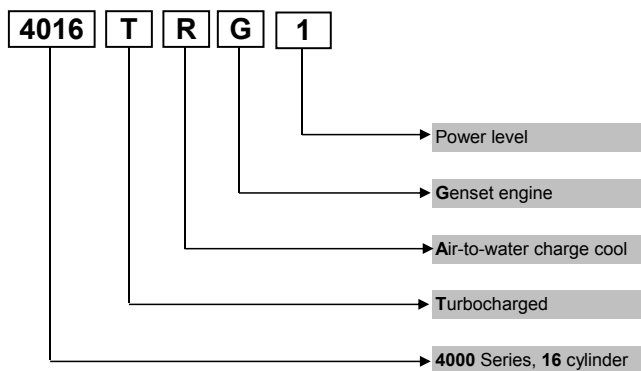 4016 T R G 1
Power level
Genset engine
Air-to-water charge cool
Turbocharged
4000 Series, 16 cylinder